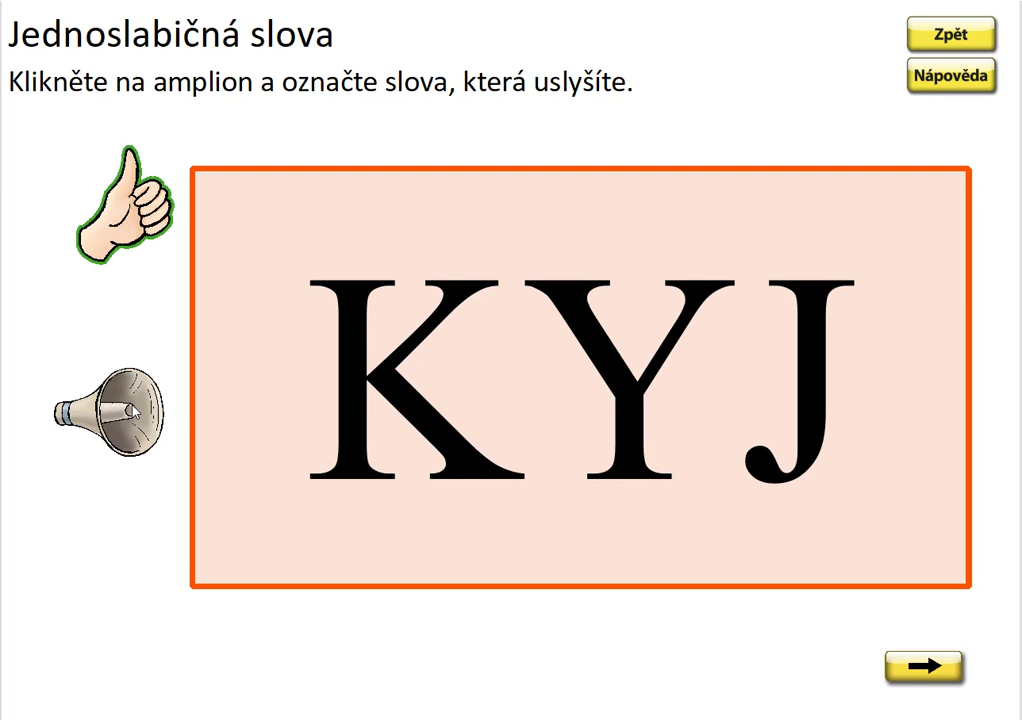 Jednoslabičná slova
Zpět
Klikněte na amplion a označte slova, která uslyšíte.
Nápověda
KYJ